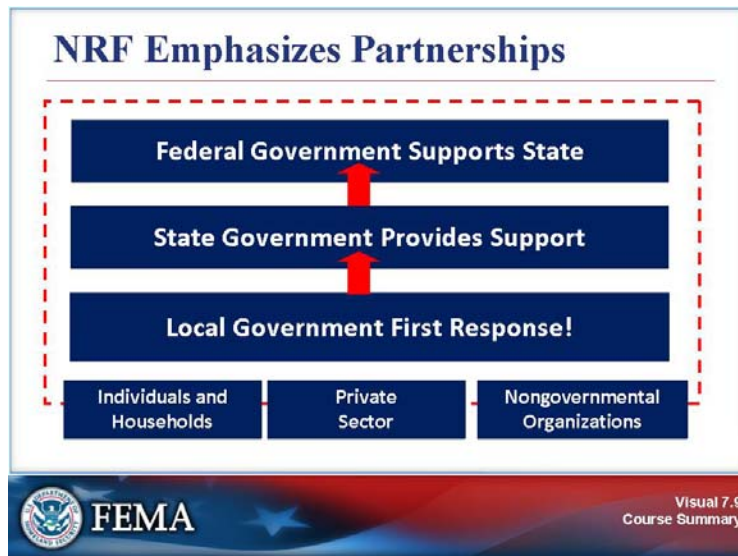 NRF Emphasizes Partnerships
Federal Government Supports State
State Government Provides Support
Local Government First Response!
Individuals and
Households
Private
Sector
Nongovernmental
Organizations
FEMA
Visual 7.9
Course Summary